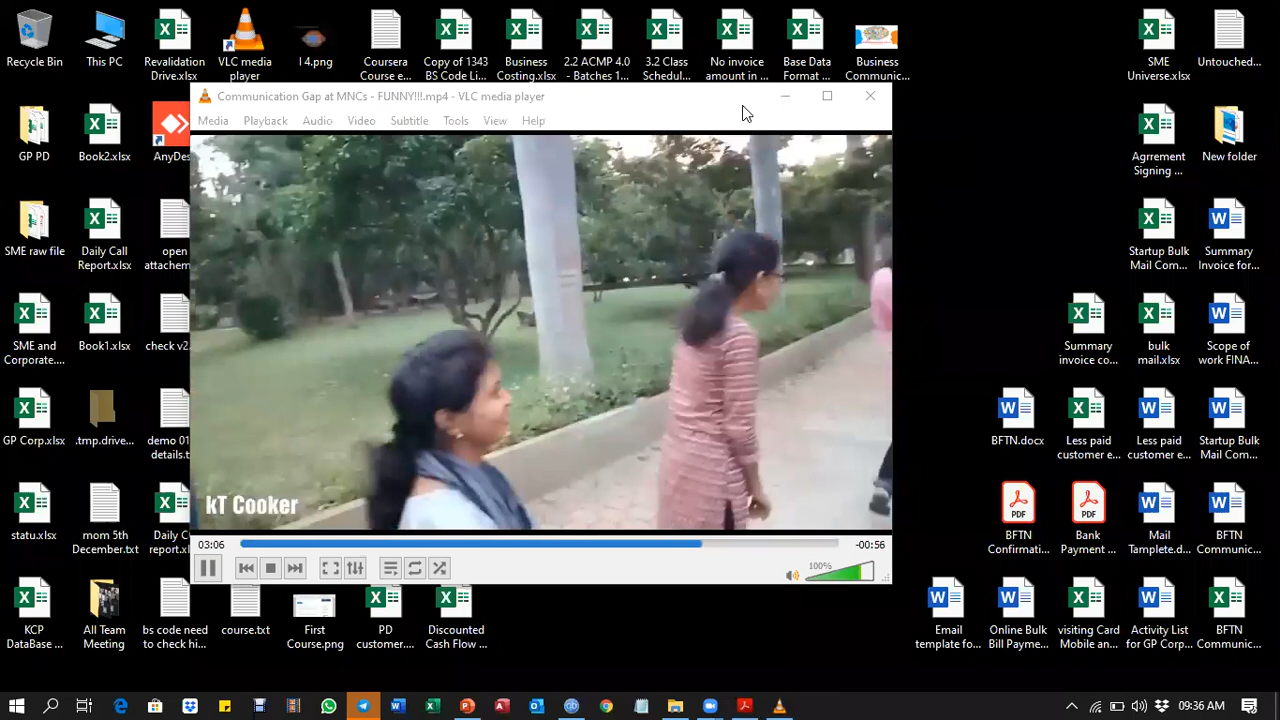 Recycle Bin
This PC
Revalidation
Drive.xlsx
VLC media
player
I 4.png
Coursera
Course e...
Copy of 1343
BS Code Li...
Business
Costing.xlsx
2.2 ACMP 4.0
- Batches 1...
3.2 Class
Schedul...
No invoice
amount in ...
Base Data
Format ...
Business
Communic...
SME
Universe.xlsx
Untouched...
Communication Gap at MNCs - FUNNY!!!.mp4 - VLC media player
Media Playback Audio Video Subtitle Tools View Help
GP PD
Book2.xlsx
AnyDes
Agrrement
Signing ...
New folder
SME raw file
Daily Call
Report.xlsx
open
attacheme
Startup Bulk
Mail Com...
Summary
Invoice for...
SME and
Corporate....
Book1.xlsx
check v2.
Summary
invoice co...
bulk
mail.xlsx
Scope of
work FINA...
GP Corp.xlsx
.tmp.drive...
demo 01
details.t
BFTN.docx
Less paid
customer e...
Less paid
customer e...
Startup Bulk
Mail Com...
kT Cooker
statu.xlsx
mom 5th
December.txt
Daily C
report.xl
PDF
BFTN
Confirmati...
PDF
Bank
Payment ...
Mail
Tamplete.d...
BFTN
Communic...
03:06
-00:56
100%
KCP
DataBase ...
All Team
Meeting
bs code need
to check hi...
course.txt
First
Course.png
PD
customer....
Discounted
Cash Flow ...
Email
template fo...
Online Bulk
Bill Payme...
visiting Card
Mobile an...
Activity List
for GP Corp...
BFTN
Communic...
09:36 AM